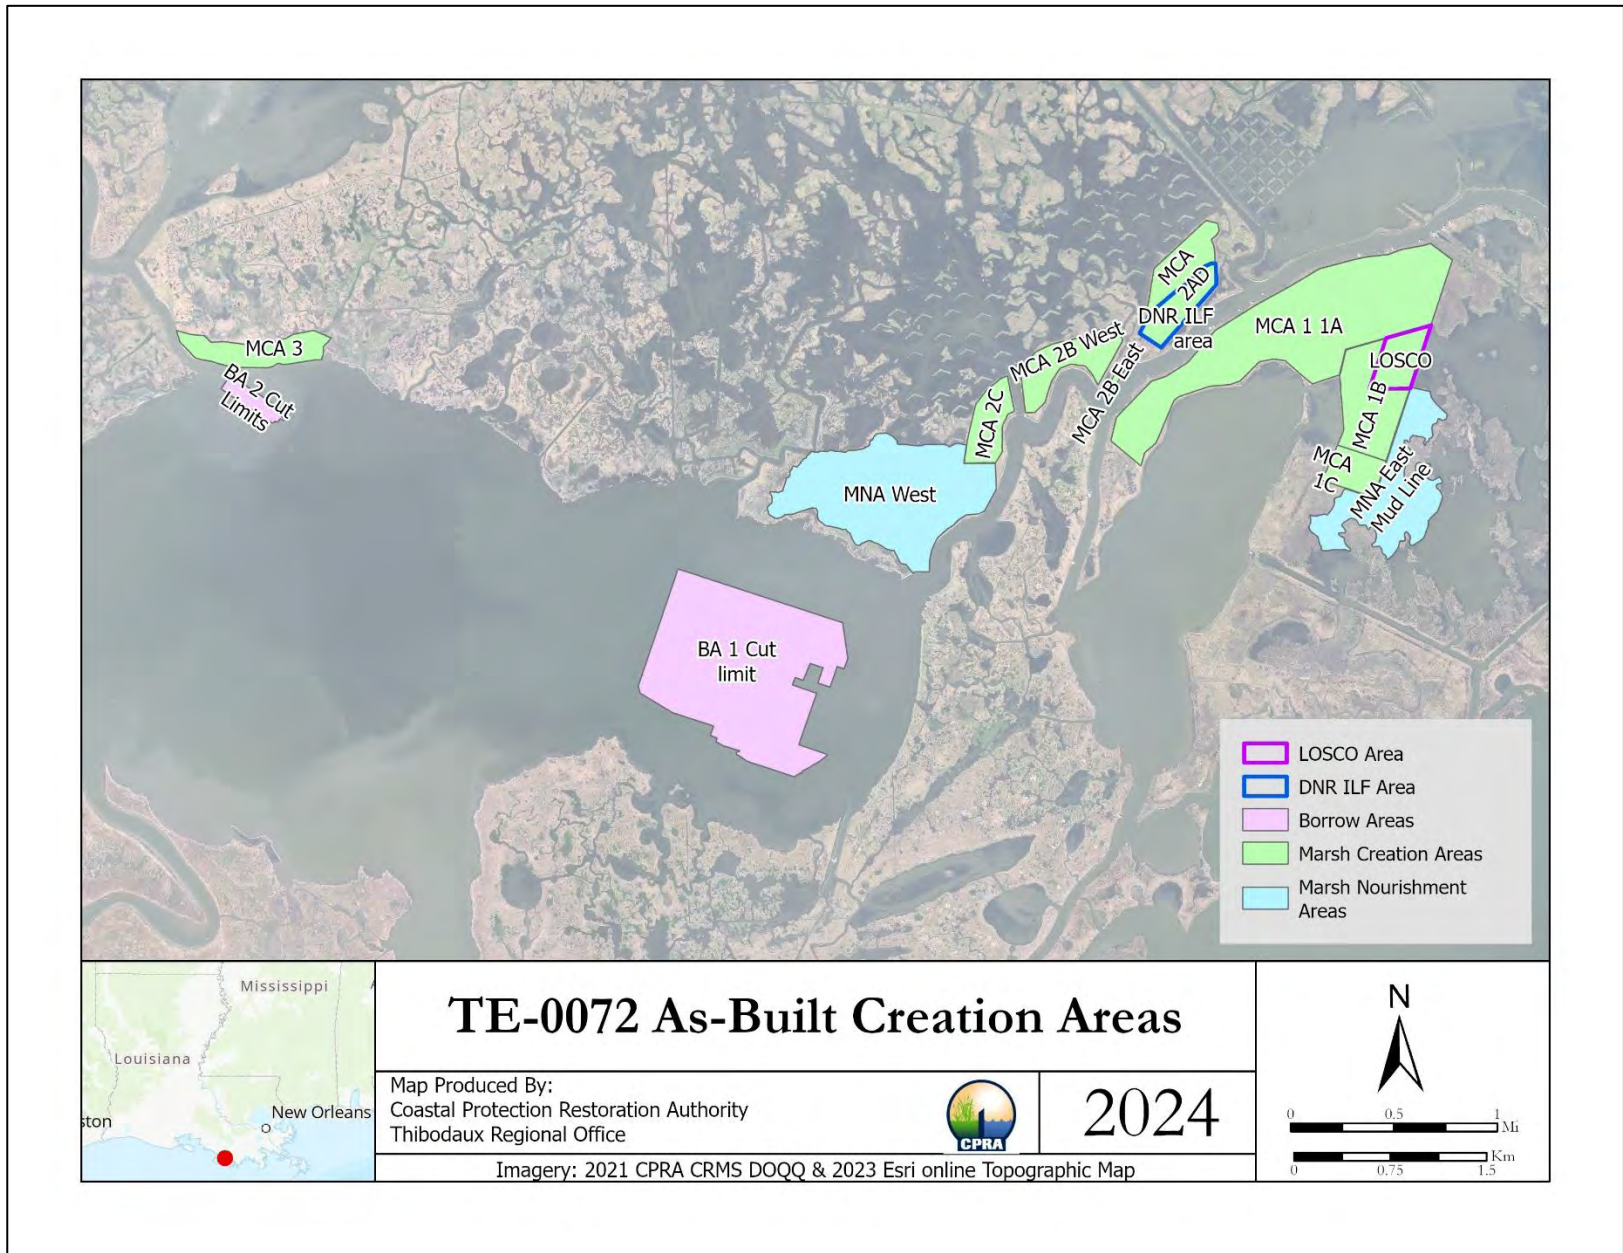 MCA
2AD
DNR ILF
area
MCA 1 1A
MCA 3
MCA 2B West
LOSCO
BA 2 Cut
Limits
MCA 2B East
MCA 2C
MCA 1B
MCA
1C
MNA West
MNA East
Mud Line
BA 1 Cut
limit
LOSCO Area
DNR ILF Area
Borrow Areas
Marsh Creation Areas
Marsh Nourishment
Areas
Mississippi
Louisiana
New Orleans
ston
TE-0072 As-Built Creation Areas
Map Produced By:
Coastal Protection Restoration Authority
Thibodaux Regional Office
CPRA
2024
Imagery: 2021 CPRA CRMS DOQQ & 2023 Esri online Topographic Map
N
0 0.5 1
Mi
Km
0 0.75 1.5